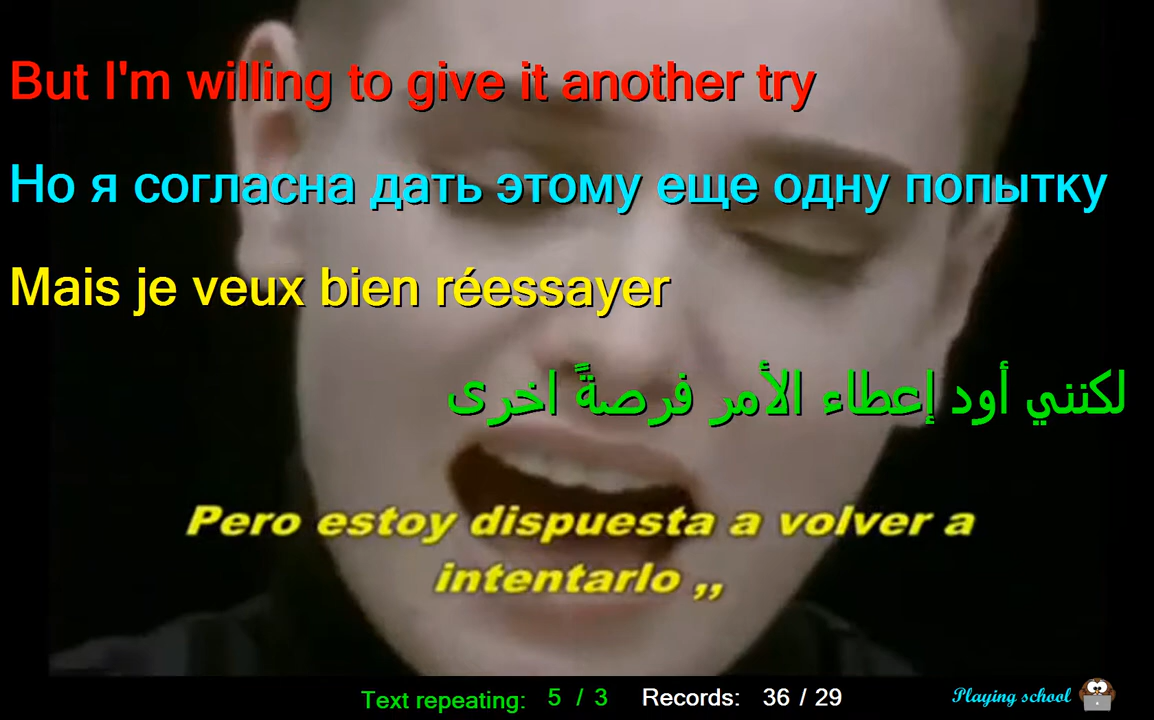 But I'm willing to give it another try
Но я согласна дать этому еще одну попытку
Mais je veux bien réessayer
لكنني أود إعطاء الأمر فرصةً اخرى
Pero estoy dispuesta a volver a
intentarlo ,,
Text repeating: 5 / 3 Records: 36 / 29 Playing school